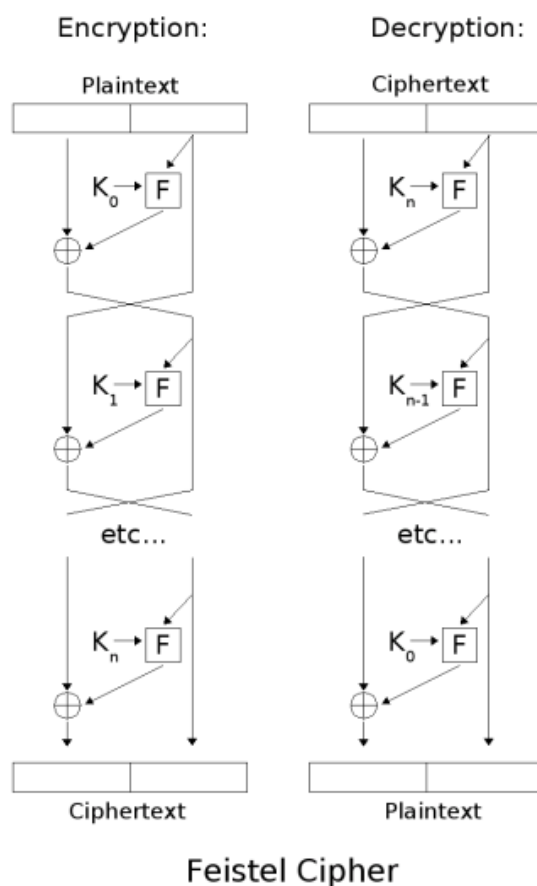 Encryption: Decryption:
Plaintext Ciphertext
K₀ F Kₙ F
K₁ F Kₙ₋₁ F
etc... etc...
Kₙ F K₀ F
Ciphertext Plaintext
Feistel Cipher